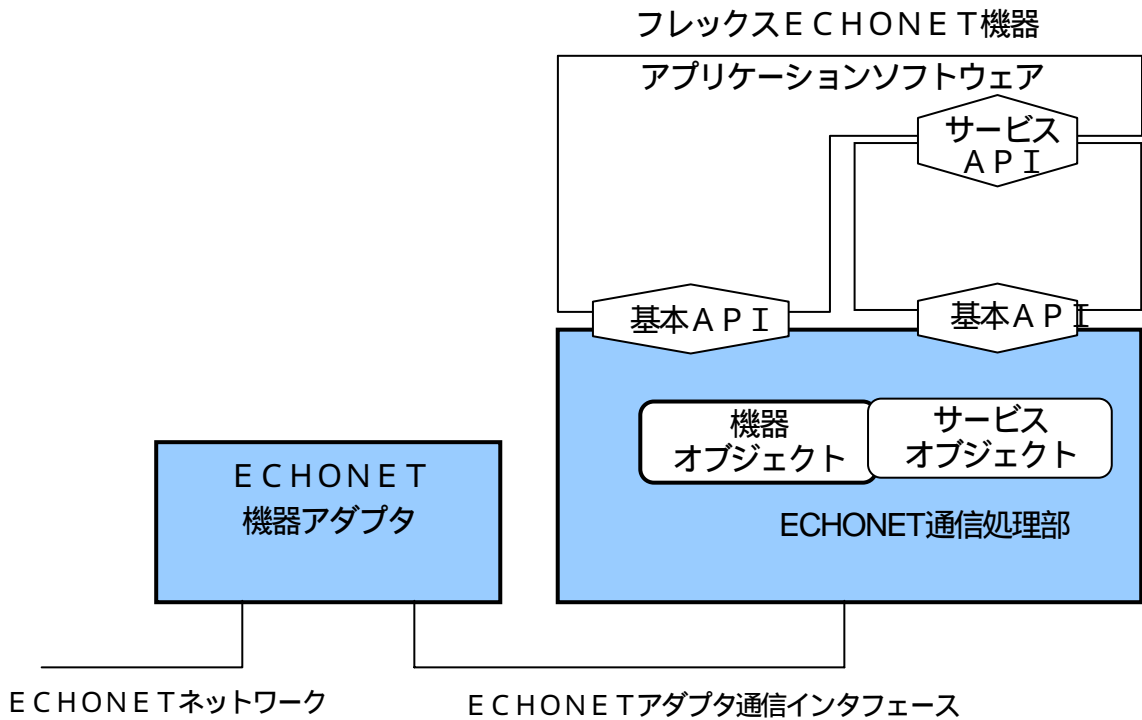 フレックスＥＣＨＯＮＥＴ機器
アプリケーションソフトウェア
サービス
ＡＰＩ
基本ＡＰＩ
基本ＡＰＩ
機器
オブジェクト
サービス
オブジェクト
ECHONET通信処理部
ＥＣＨＯＮＥＴ
機器アダプタ
ＥＣＨＯＮＥＴネットワーク
ＥＣＨＯＮＥＴアダプタ通信インタフェース